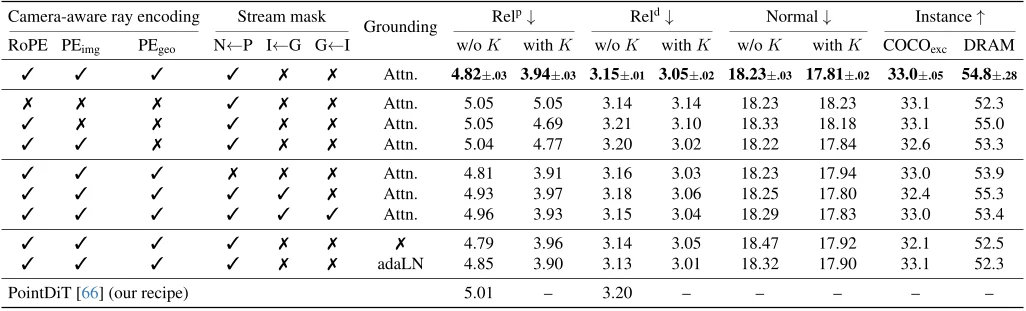 Camera-aware ray encoding Stream mask Grounding Relᵖ ↓ Relᵈ ↓ Normal ↓ Instance ↑
RoPE PE_img PE_geo N←P I←G G←I w/o K with K w/o K with K w/o K with K COCO_exc DRAM
✓ ✓ ✓ ✓ ✗ ✗ Attn. 4.82±.03 3.94±.03 3.15±.01 3.05±.02 18.23±.03 17.81±.02 33.0±.05 54.8±.28
✗ ✗ ✗ ✓ ✗ ✗ Attn. 5.05 5.05 3.14 3.14 18.23 18.23 33.1 52.3
✓ ✗ ✗ ✓ ✗ ✗ Attn. 5.05 4.69 3.21 3.10 18.33 18.18 33.1 55.0
✓ ✓ ✗ ✓ ✗ ✗ Attn. 5.04 4.77 3.20 3.02 18.22 17.84 32.6 53.3
✓ ✓ ✓ ✗ ✗ ✗ Attn. 4.81 3.91 3.16 3.03 18.23 17.94 33.0 53.9
✓ ✓ ✓ ✓ ✓ ✗ Attn. 4.93 3.97 3.18 3.06 18.25 17.80 32.4 55.3
✓ ✓ ✓ ✓ ✓ ✓ Attn. 4.96 3.93 3.15 3.04 18.29 17.83 33.0 53.4
✓ ✓ ✓ ✓ ✗ ✗ ✗ 4.79 3.96 3.14 3.05 18.47 17.92 32.1 52.5
✓ ✓ ✓ ✓ ✗ ✗ adaLN 4.85 3.90 3.13 3.01 18.32 17.90 33.1 52.3
PointDiT [66] (our recipe) 5.01 – 3.20 – – – – –